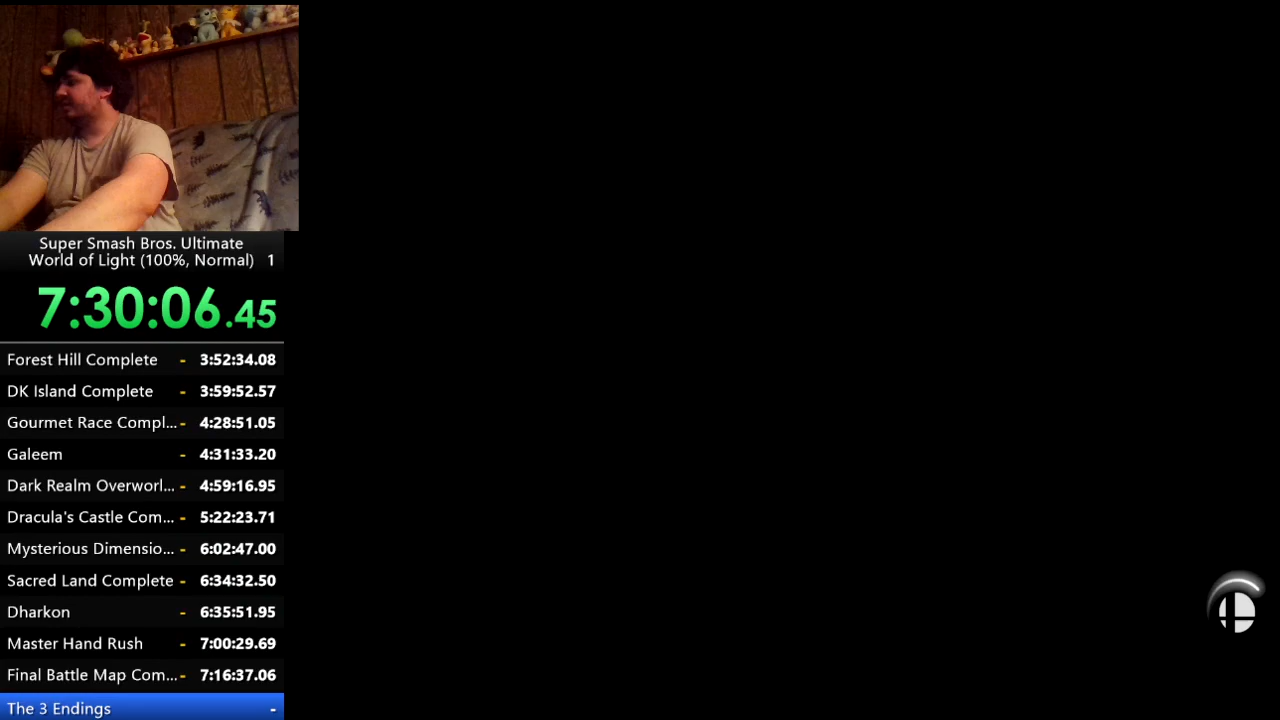 Super Smash Bros. Ultimate
World of Light (100%, Normal) 1
7:30:06.45
Forest Hill Complete - 3:52:34.08
DK Island Complete - 3:59:52.57
Gourmet Race Compl... - 4:28:51.05
Galeem - 4:31:33.20
Dark Realm Overworl... - 4:59:16.95
Dracula's Castle Com... - 5:22:23.71
Mysterious Dimensio... - 6:02:47.00
Sacred Land Complete - 6:34:32.50
Dharkon - 6:35:51.95
Master Hand Rush - 7:00:29.69
Final Battle Map Com... - 7:16:37.06
The 3 Endings -